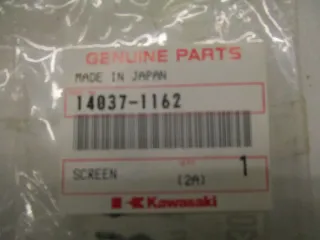 GENUINE PARTS
MADE IN JAPAN
14037-1162
SCREEN
1
(2A)
Kawasaki